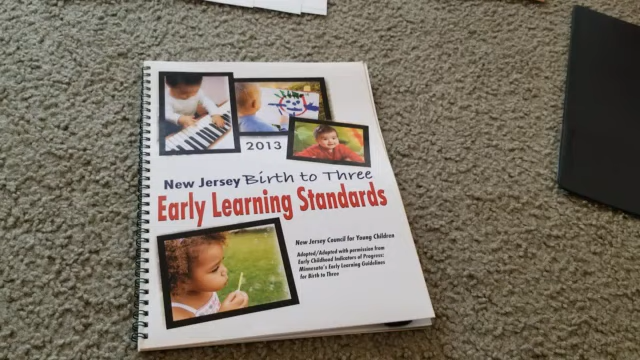 2013
New Jersey Birth to Three
Early Learning Standards
New Jersey Council for Young Children
Adopted/Adapted with permission from
Early Childhood Indicators of Progress:
Minnesota's Early Learning Guidelines
for Birth to Three